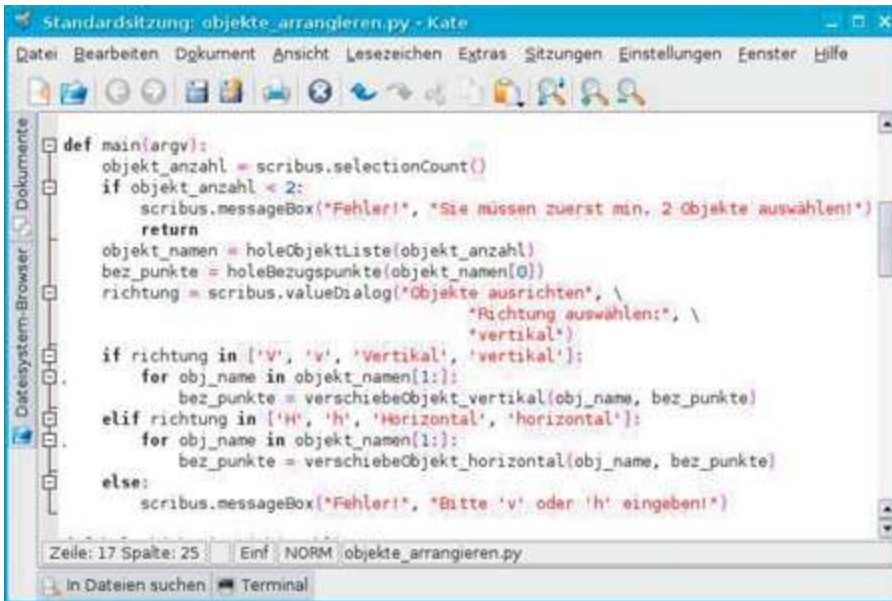 Standardsitzung: objekte_arrangieren.py - Kate
Datei Bearbeiten Dokument Ansicht Lesezeichen Extras Sitzungen Einstellungen Fenster Hilfe
Dokumente
Dateisystem-Browser
def main(argv):
objekt_anzahl = scribus.selectionCount()
if objekt_anzahl < 2:
scribus.messageBox("Fehler!", "Sie müssen zuerst min. 2 Objekte auswählen!")
return
objekt_namen = holeObjektListe(objekt_anzahl)
bez_punkte = holeBezugspunkte(objekt_namen[0])
richtung = scribus.valueDialog("Objekte ausrichten", \
"Richtung auswählen:", \
"vertikal")
if richtung in ['V', 'v', 'Vertikal', 'vertikal']:
for obj_name in objekt_namen[1:]:
bez_punkte = verschiebeObjekt_vertikal(obj_name, bez_punkte)
elif richtung in ['H', 'h', 'Horizontal', 'horizontal']:
for obj_name in objekt_namen[1:]:
bez_punkte = verschiebeObjekt_horizontal(obj_name, bez_punkte)
else:
scribus.messageBox("Fehler!", "Bitte 'v' oder 'h' eingeben!")
Zeile: 17 Spalte: 25 Einf NORM objekte_arrangieren.py
In Dateien suchen Terminal